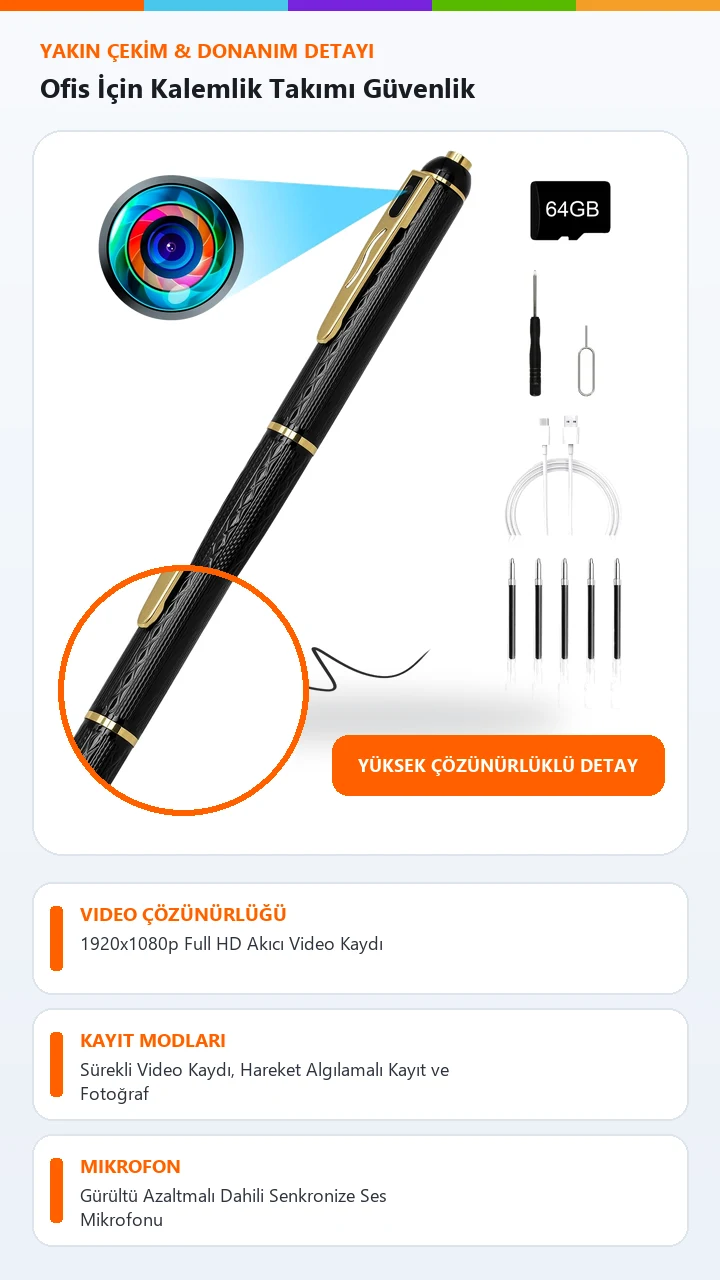 YAKIN ÇEKİM & DONANIM DETAYI
Ofis İçin Kalemlik Takımı Güvenlik
64GB
YÜKSEK ÇÖZÜNÜRLÜKLÜ DETAY
VIDEO ÇÖZÜNÜRLÜĞÜ
1920x1080p Full HD Akıcı Video Kaydı
KAYIT MODLARI
Sürekli Video Kaydı, Hareket Algılamalı Kayıt ve
Fotoğraf
MIKROFON
Gürültü Azaltmalı Dahili Senkronize Ses
Mikrofonu